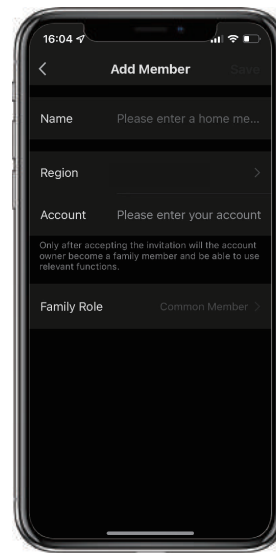 16:04
Add Member Save
Name Please enter a home me...
Region
Account Please enter your account
Only after accepting the invitation will the account
owner become a family member and be able to use
relevant functions.
Family Role Common Member